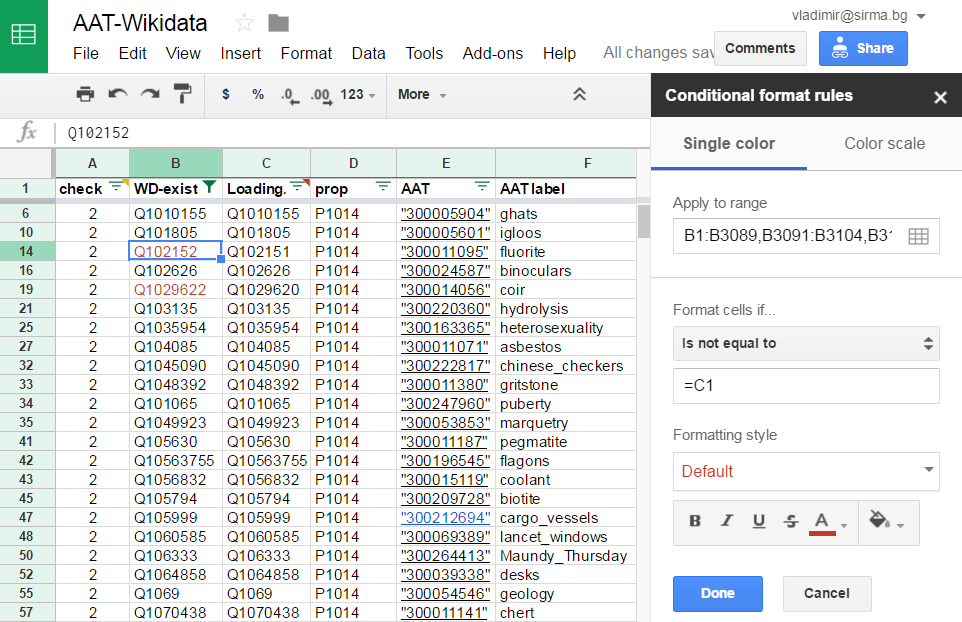 AAT-Wikidata
vladimir@sirma.bg
File Edit View Insert Format Data Tools Add-ons Help All changes sav
Comments
Share
$ % .0 .00 123 More
fx Q102152
A B C D E F
1 check WD-exist Loading. prop AAT AAT label
6 2 Q1010155 Q1010155 P1014 "300005904" ghats
10 2 Q101805 Q101805 P1014 "300005601" igloos
14 2 Q102152 Q102151 P1014 "300011095" fluorite
16 2 Q102626 Q102626 P1014 "300024587" binoculars
19 2 Q1029622 Q1029620 P1014 "300014056" coir
21 2 Q103135 Q103135 P1014 "300220360" hydrolysis
25 2 Q1035954 Q1035954 P1014 "300163365" heterosexuality
27 2 Q104085 Q104085 P1014 "300011071" asbestos
32 2 Q1045090 Q1045090 P1014 "300222817" chinese_checkers
33 2 Q1048392 Q1048392 P1014 "300011380" gritstone
34 2 Q101065 Q101065 P1014 "300247960" puberty
35 2 Q1049923 Q1049923 P1014 "300053853" marquetry
41 2 Q105630 Q105630 P1014 "300011187" pegmatite
42 2 Q10563755 Q10563755 P1014 "300196545" flagons
43 2 Q1056832 Q1056832 P1014 "300015119" coolant
45 2 Q105794 Q105794 P1014 "300209728" biotite
47 2 Q105999 Q105999 P1014 "300212694" cargo_vessels
48 2 Q1060585 Q1060585 P1014 "300069389" lancet_windows
50 2 Q106333 Q106333 P1014 "300264413" Maundy_Thursday
52 2 Q1064858 Q1064858 P1014 "300039338" desks
55 2 Q1069 Q1069 P1014 "300054546" geology
57 2 Q1070438 Q1070438 P1014 "300011141" chert
Conditional format rules
Single color Color scale
Apply to range
B1:B3089,B3091:B3104,B3
Format cells if...
Is not equal to
=C1
Formatting style
Default
B I U S A
Done Cancel